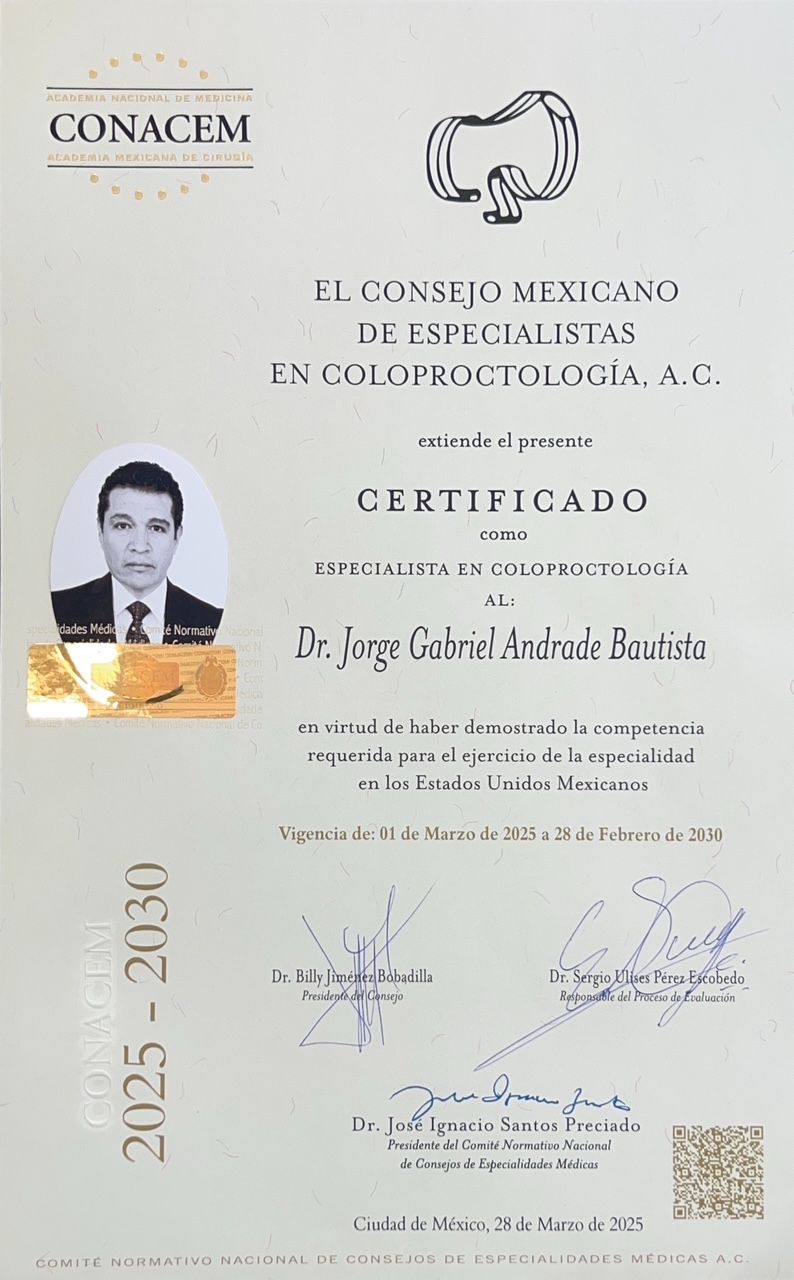 ACADEMIA NACIONAL DE MEDICINA
CONACEM
ACADEMIA MEXICANA DE CIRUGÍA
EL CONSEJO MEXICANO
DE ESPECIALISTAS
EN COLOPROCTOLOGÍA, A.C.
extiende el presente
CERTIFICADO
como
ESPECIALISTA EN COLOPROCTOLOGÍA
AL:
Dr. Jorge Gabriel Andrade Bautista
en virtud de haber demostrado la competencia
requerida para el ejercicio de la especialidad
en los Estados Unidos Mexicanos
Vigencia de: 01 de Marzo de 2025 a 28 de Febrero de 2030
Médicas • Comité Normativo Nacional
CONACEM
CONACEM
2025 - 2030
Dr. Billy Jiménez Bobadilla
Presidente del Consejo
Dr. Sergio Ulises Pérez Escobedo
Responsable del Proceso de Evaluación
Dr. José Ignacio Santos Preciado
Presidente del Comité Normativo Nacional
de Consejos de Especialidades Médicas
Ciudad de México, 28 de Marzo de 2025
COMITÉ NORMATIVO NACIONAL DE CONSEJOS DE ESPECIALIDADES MÉDICAS A.C.